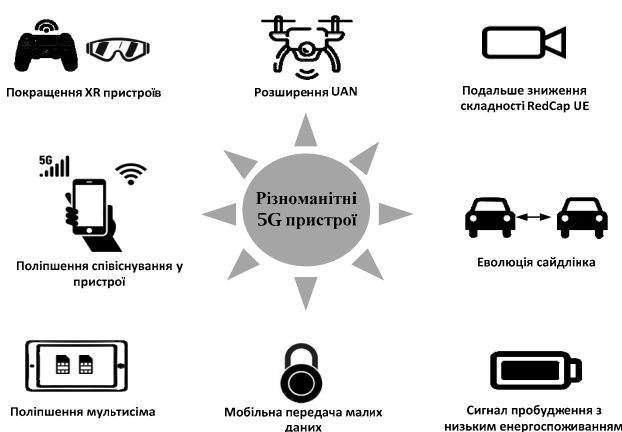 Покращення XR пристроїв
Розширення UAN
Подальше зниження
складності RedCap UE
5G
Різноманітні
5G пристрої
Поліпшення співіснування у
пристрої
Еволюція сайдлінка
Поліпшення мультисіма
Мобільна передача малих
даних
Сигнал пробудження з
низьким енергоспоживанням